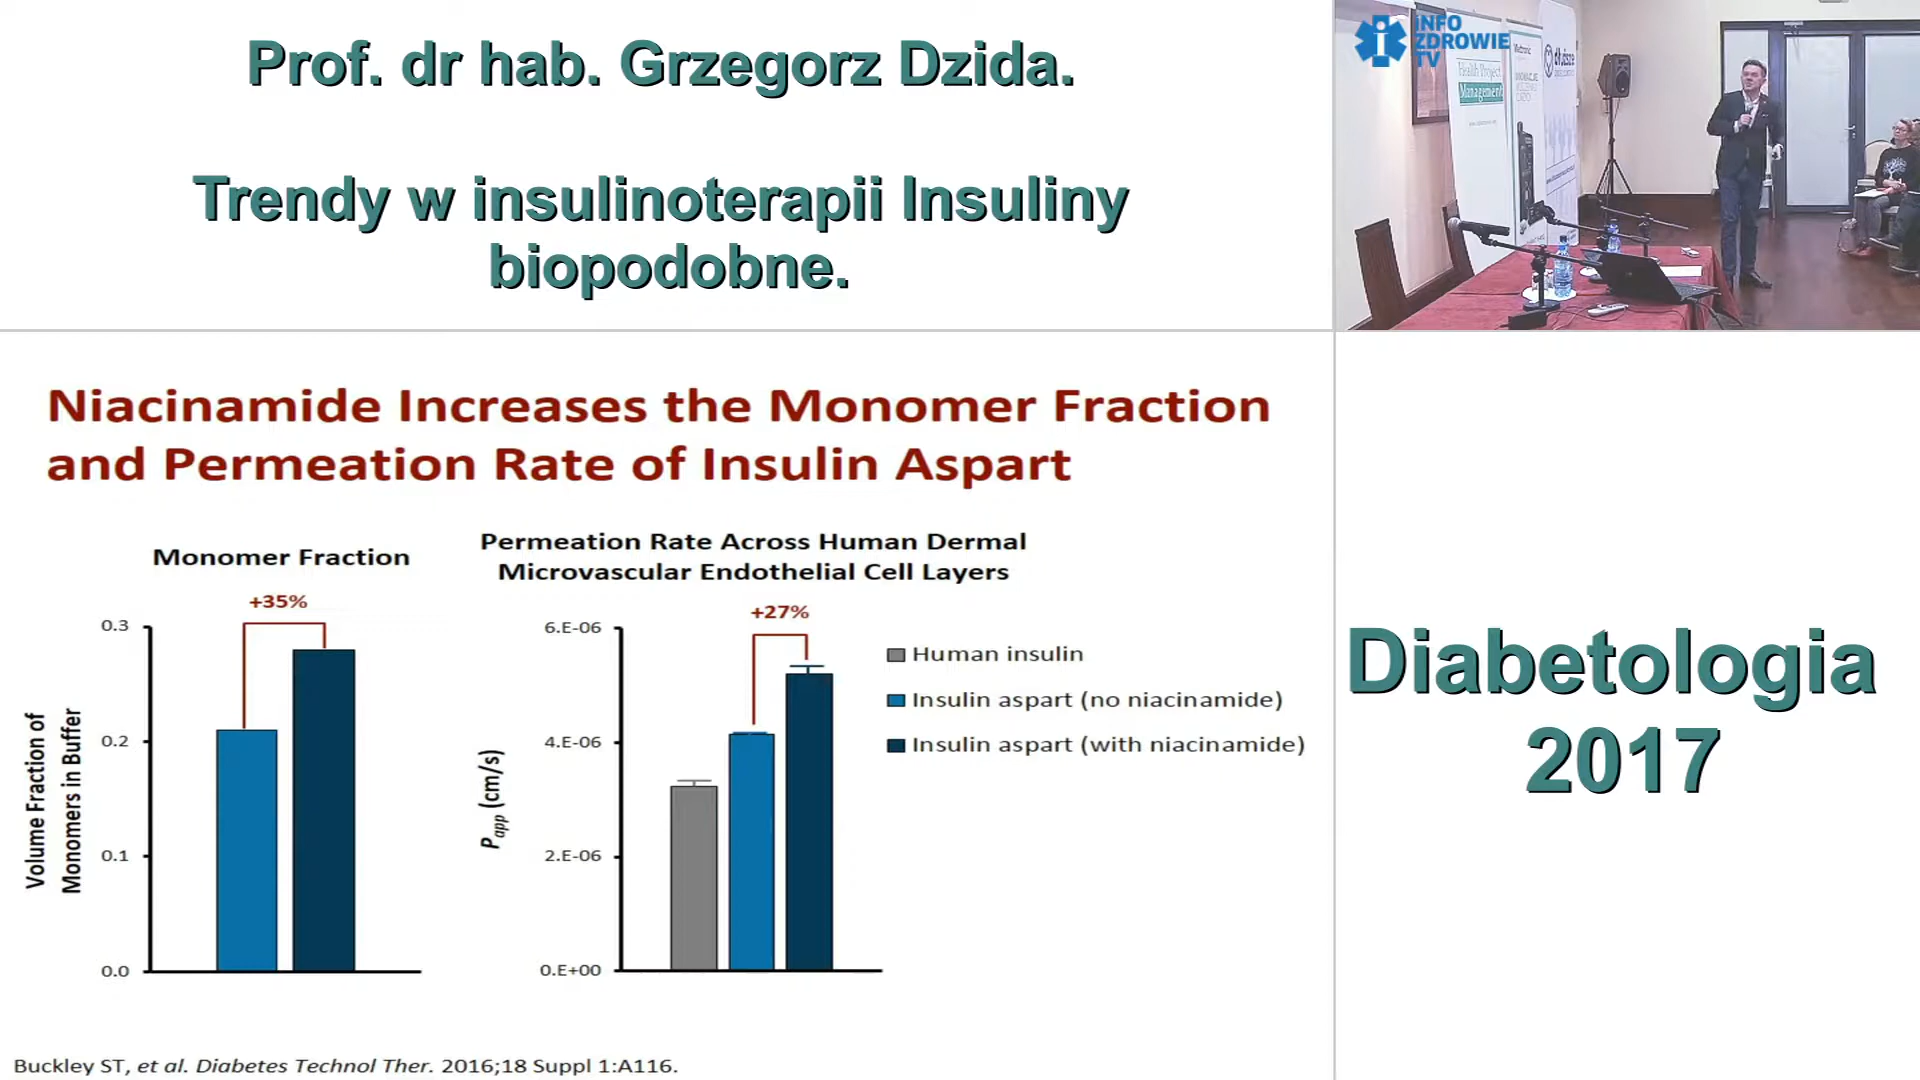 Prof. dr hab. Grzegorz Dzida.
Trendy w insulinoterapii Insuliny
biopodobne.
iNFO
ZDROWIE
TV
Health Project
Management
Medtronic
Niacinamide Increases the Monomer Fraction
and Permeation Rate of Insulin Aspart
Monomer Fraction
+35%
0.3
0.2
0.1
0.0
Volume Fraction of
Monomers in Buffer
Permeation Rate Across Human Dermal
Microvascular Endothelial Cell Layers
+27%
6.E-06
4.E-06
2.E-06
0.E+00
Papp (cm/s)
Human insulin
Insulin aspart (no niacinamide)
Insulin aspart (with niacinamide)
Buckley ST, et al. Diabetes Technol Ther. 2016;18 Suppl 1:A116.
Diabetologia
2017